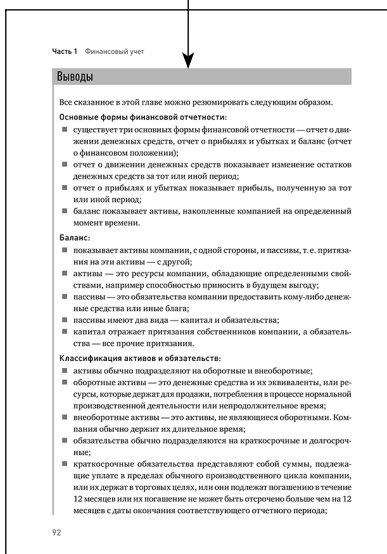 Часть 1 Финансовый учет
Выводы
Все сказанное в этой главе можно резюмировать следующим образом.
Основные формы финансовой отчетности:
■ существует три основных формы финансовой отчетности — отчет о дви-
жении денежных средств, отчет о прибылях и убытках и баланс (отчет
о финансовом положении);
■ отчет о движении денежных средств показывает изменение остатков
денежных средств за тот или иной период;
■ отчет о прибылях и убытках показывает прибыль, полученную за тот
или иной период;
■ баланс показывает активы, накопленные компанией на определенный
момент времени.
Баланс:
■ показывает активы компании, с одной стороны, и пассивы, т. е. притяза-
ния на эти активы — с другой;
■ активы — это ресурсы компании, обладающие определенными свой-
ствами, например способностью приносить в будущем выгоду;
■ пассивы — это обязательства компании предоставить кому-либо денеж-
ные средства или иные блага;
■ пассивы имеют два вида — капитал и обязательства;
■ капитал отражает притязания собственников компании, а обязатель-
ства — все прочие притязания.
Классификация активов и обязательств:
■ активы обычно подразделяют на оборотные и внеоборотные;
■ оборотные активы — это денежные средства и их эквиваленты, или ре-
сурсы, которые держат для продажи, потребления в процессе нормальной
производственной деятельности или непродолжительное время;
■ внеоборотные активы — это активы, не являющиеся оборотными. Ком-
пания обычно держит их длительное время;
■ обязательства обычно подразделяются на краткосрочные и долгосроч-
ные;
■ краткосрочные обязательства представляют собой суммы, подлежа-
щие уплате в пределах обычного производственного цикла компании,
или их держат в торговых целях, или они подлежат погашению в течение
12 месяцев или их погашение не может быть отсрочено больше чем на 12
месяцев с даты окончания соответствующего отчетного периода;
92